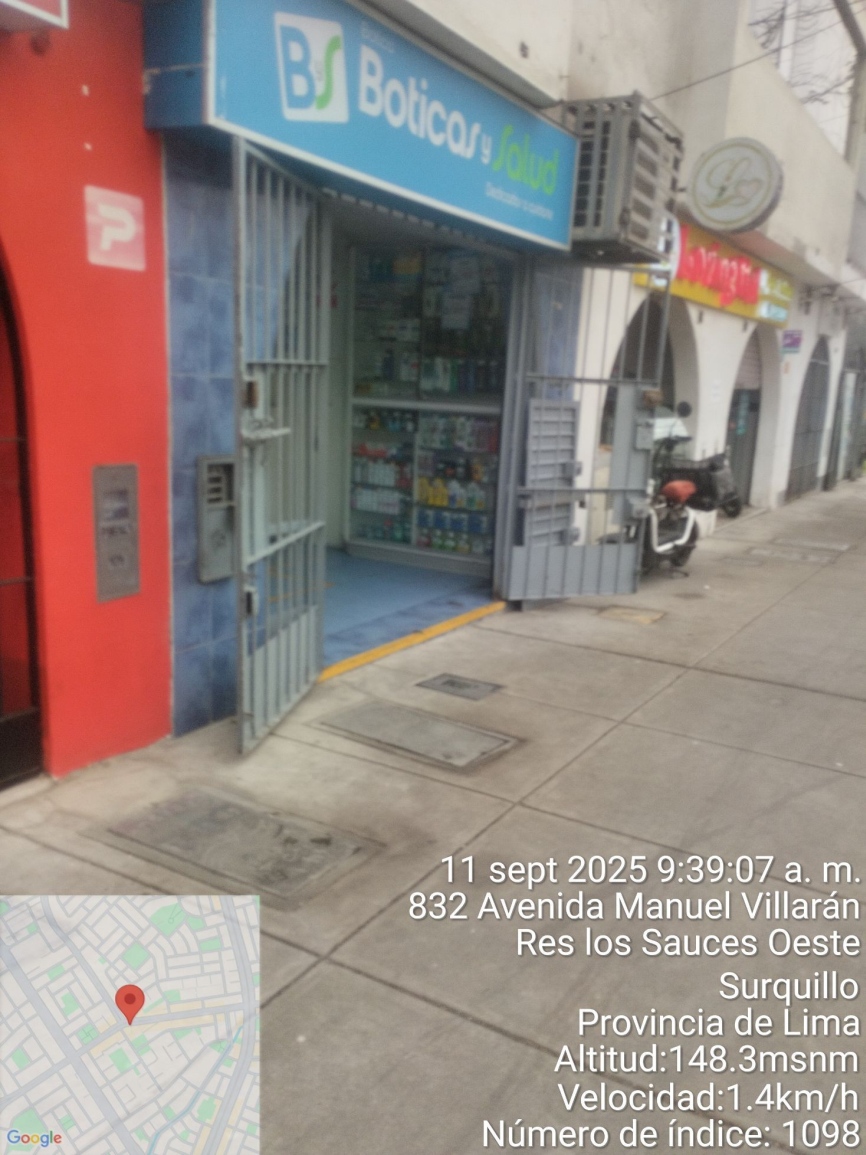 BS
Boticas y Salud
P
11 sept 2025 9:39:07 a. m.
832 Avenida Manuel Villarán
Res los Sauces Oeste
Surquillo
Provincia de Lima
Altitud:148.3msnm
Velocidad:1.4km/h
Número de índice: 1098
Google